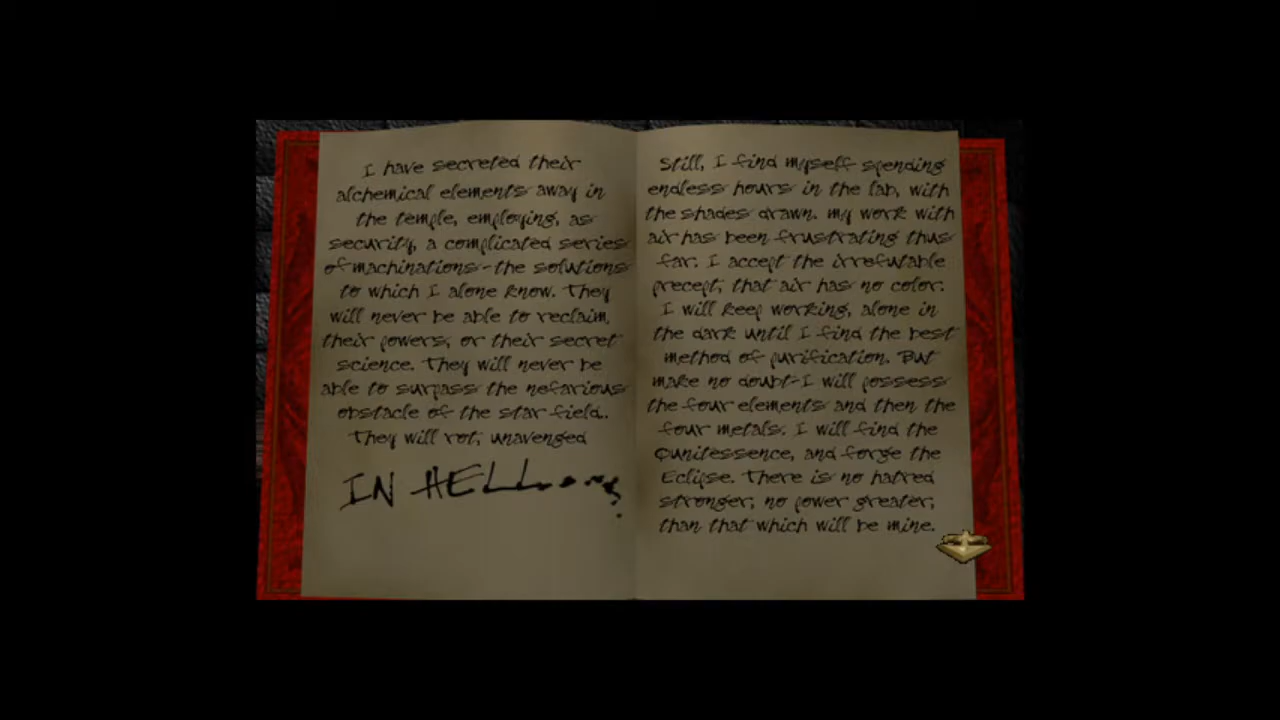 I have secreted their
alchemical elements away in
the temple, employing, as
security, a complicated series
of machinations-the solutions
to which I alone know. They
will never be able to reclaim
their powers, or their secret
science. They will never be
able to surpass the nefarious
obstacle of the star field.
They will rot, unavenged
IN HELL....
Still, I find myself spending
endless hours in the lab, with
the shades drawn. my work with
air has been frustrating thus
far. I accept the irrefutable
precept, that air has no color.
I will keep working, alone in
the dark until I find the best
method of purification. But
make no doubt-I will possess
the four elements and then the
four metals. I will find the
Qunitessence, and forge the
Eclipse. There is no hatred
stronger, no power greater,
than that which will be mine.